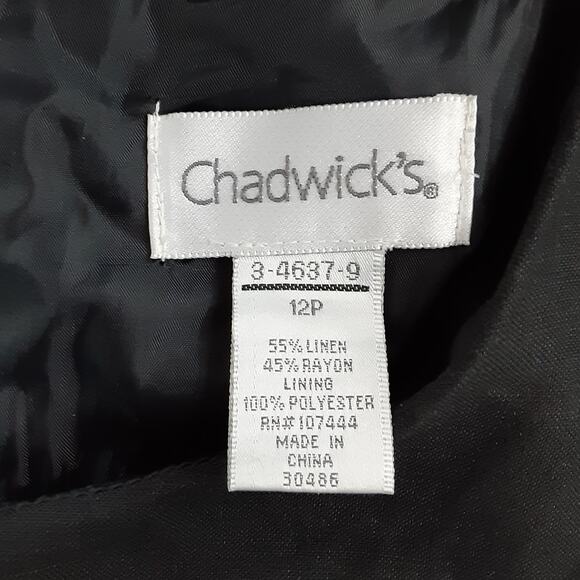 Chadwick's®
3-4637-9
12P
55% LINEN
45% RAYON
LINING
100% POLYESTER
RN# 107444
MADE IN
CHINA
30486